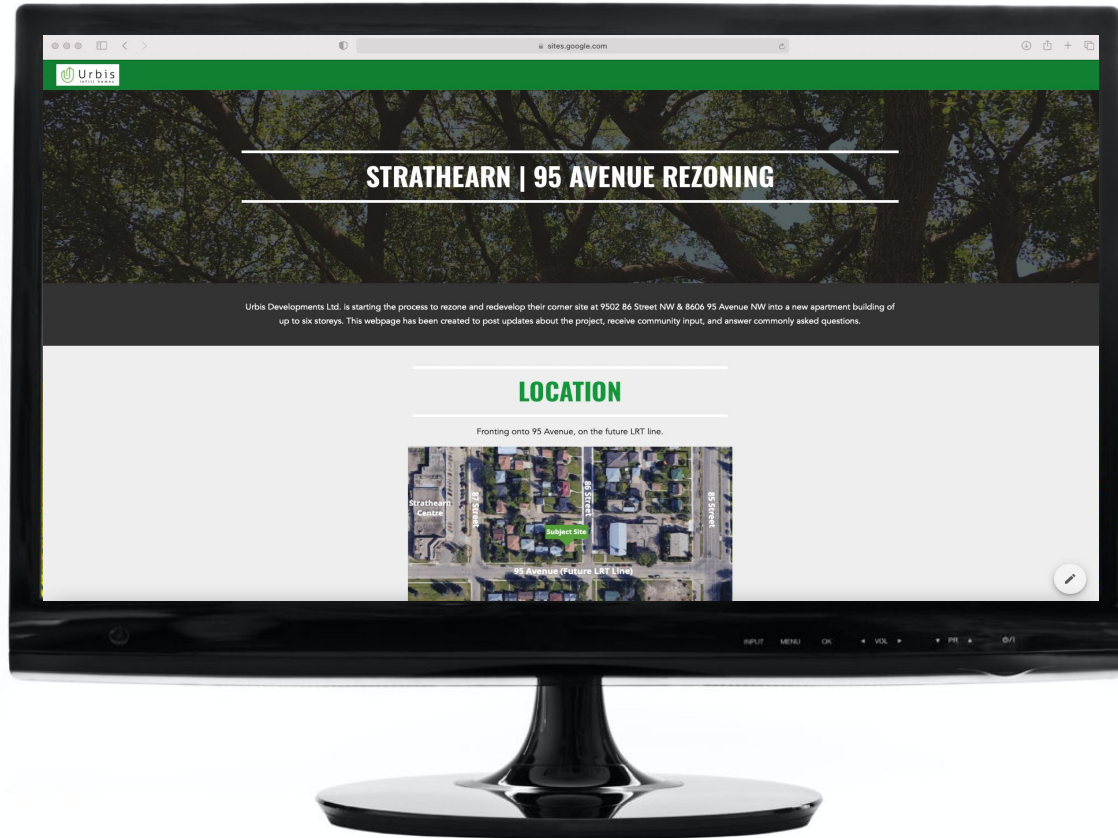 sites.google.com
Urbis
infill homes
STRATHEARN | 95 AVENUE REZONING
Urbis Developments Ltd. is starting the process to rezone and redevelop their corner site at 9502 86 Street NW & 8606 95 Avenue NW into a new apartment building of
up to six storeys. This webpage has been created to post updates about the project, receive community input, and answer commonly asked questions.
LOCATION
Fronting onto 95 Avenue, on the future LRT line.
Strathearn
Centre
87 Street
86 Street
85 Street
Subject Site
95 Avenue (Future LRT Line)
INPUT MENU OK ◄ VOL ► ▼ PR ▲ ⏻/I